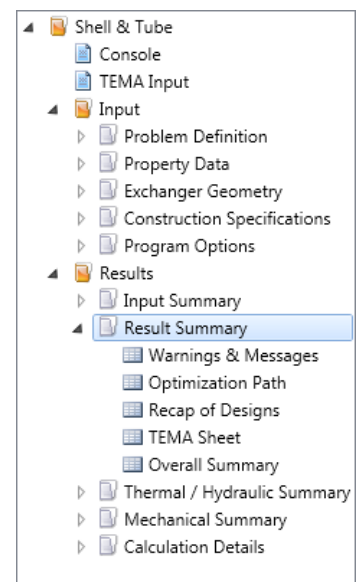 Shell & Tube
Console
TEMA Input
Input
Problem Definition
Property Data
Exchanger Geometry
Construction Specifications
Program Options
Results
Input Summary
Result Summary
Warnings & Messages
Optimization Path
Recap of Designs
TEMA Sheet
Overall Summary
Thermal / Hydraulic Summary
Mechanical Summary
Calculation Details